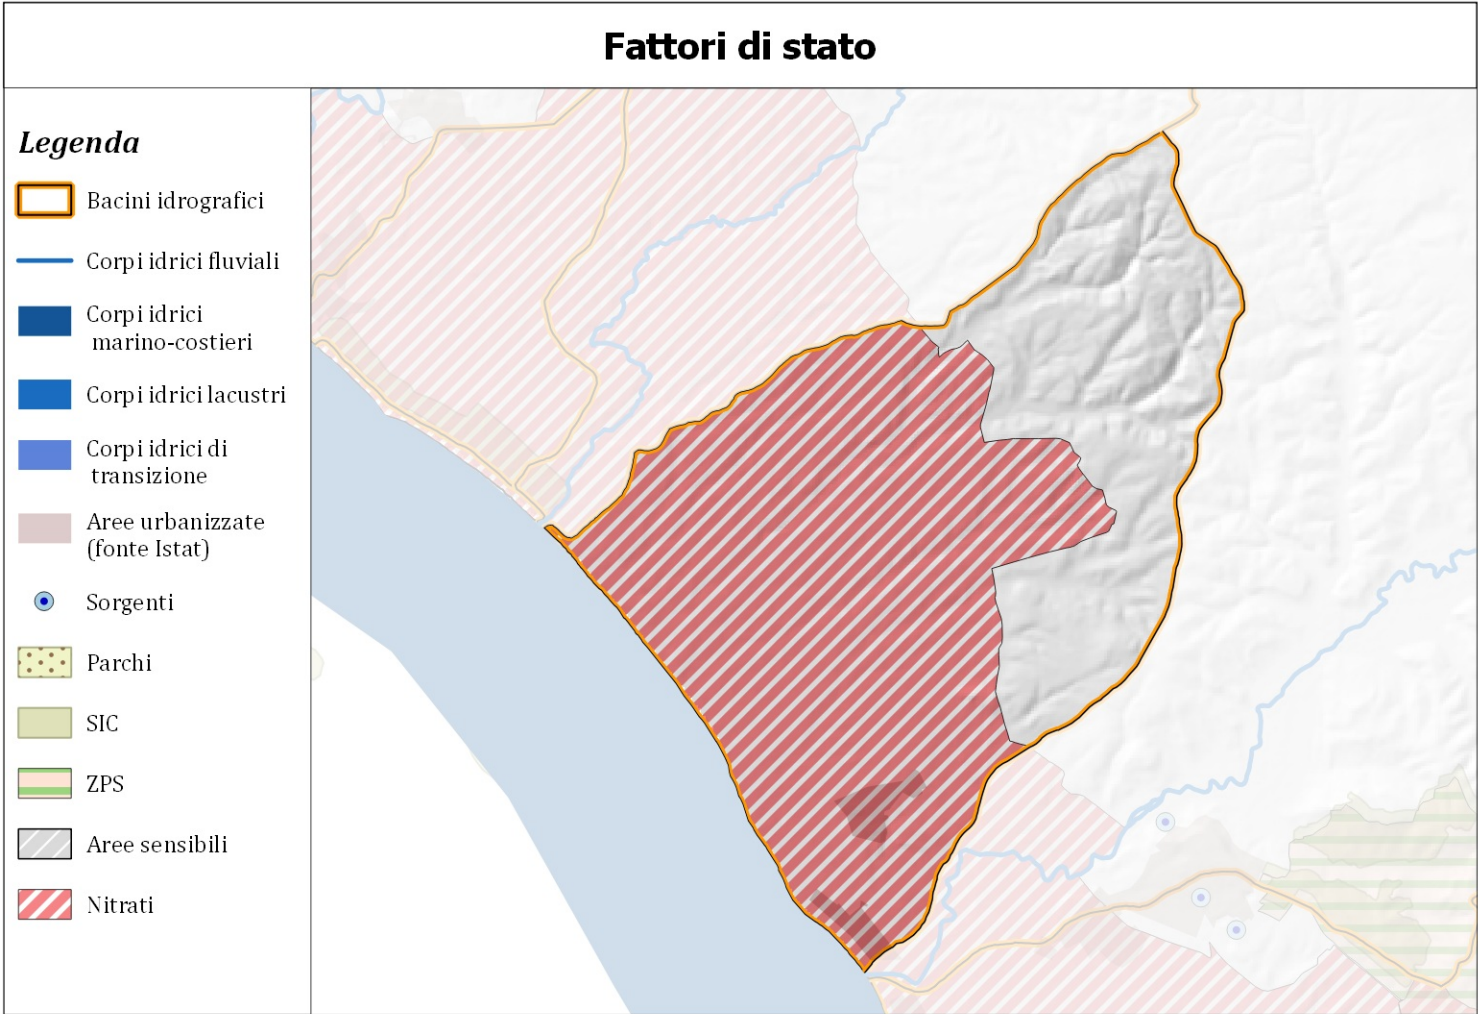 Fattori di stato
Legenda
Bacini idrografici
Corpi idrici fluviali
Corpi idrici
marino-costieri
Corpi idrici lacustri
Corpi idrici di
transizione
Aree urbanizzate
(fonte Istat)
Sorgenti
Parchi
SIC
ZPS
Aree sensibili
Nitrati